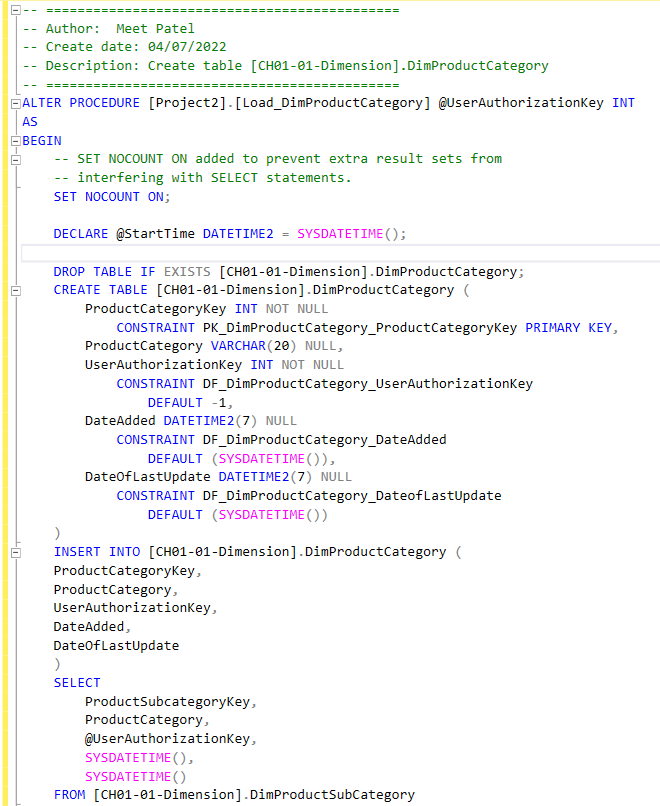 -- =============================================
-- Author:  Meet Patel
-- Create date: 04/07/2022
-- Description: Create table [CH01-01-Dimension].DimProductCategory
-- =============================================
ALTER PROCEDURE [Project2].[Load_DimProductCategory] @UserAuthorizationKey INT
AS
BEGIN
    -- SET NOCOUNT ON added to prevent extra result sets from
    -- interfering with SELECT statements.
    SET NOCOUNT ON;

    DECLARE @StartTime DATETIME2 = SYSDATETIME();

    DROP TABLE IF EXISTS [CH01-01-Dimension].DimProductCategory;
    CREATE TABLE [CH01-01-Dimension].DimProductCategory (
        ProductCategoryKey INT NOT NULL
            CONSTRAINT PK_DimProductCategory_ProductCategoryKey PRIMARY KEY,
        ProductCategory VARCHAR(20) NULL,
        UserAuthorizationKey INT NOT NULL
            CONSTRAINT DF_DimProductCategory_UserAuthorizationKey
                DEFAULT -1,
        DateAdded DATETIME2(7) NULL
            CONSTRAINT DF_DimProductCategory_DateAdded
                DEFAULT (SYSDATETIME()),
        DateOfLastUpdate DATETIME2(7) NULL
            CONSTRAINT DF_DimProductCategory_DateofLastUpdate
                DEFAULT (SYSDATETIME())
    )
    INSERT INTO [CH01-01-Dimension].DimProductCategory (
    ProductCategoryKey,
    ProductCategory,
    UserAuthorizationKey,
    DateAdded,
    DateOfLastUpdate
    )
    SELECT
        ProductSubcategoryKey,
        ProductCategory,
        @UserAuthorizationKey,
        SYSDATETIME(),
        SYSDATETIME()
    FROM [CH01-01-Dimension].DimProductSubCategory